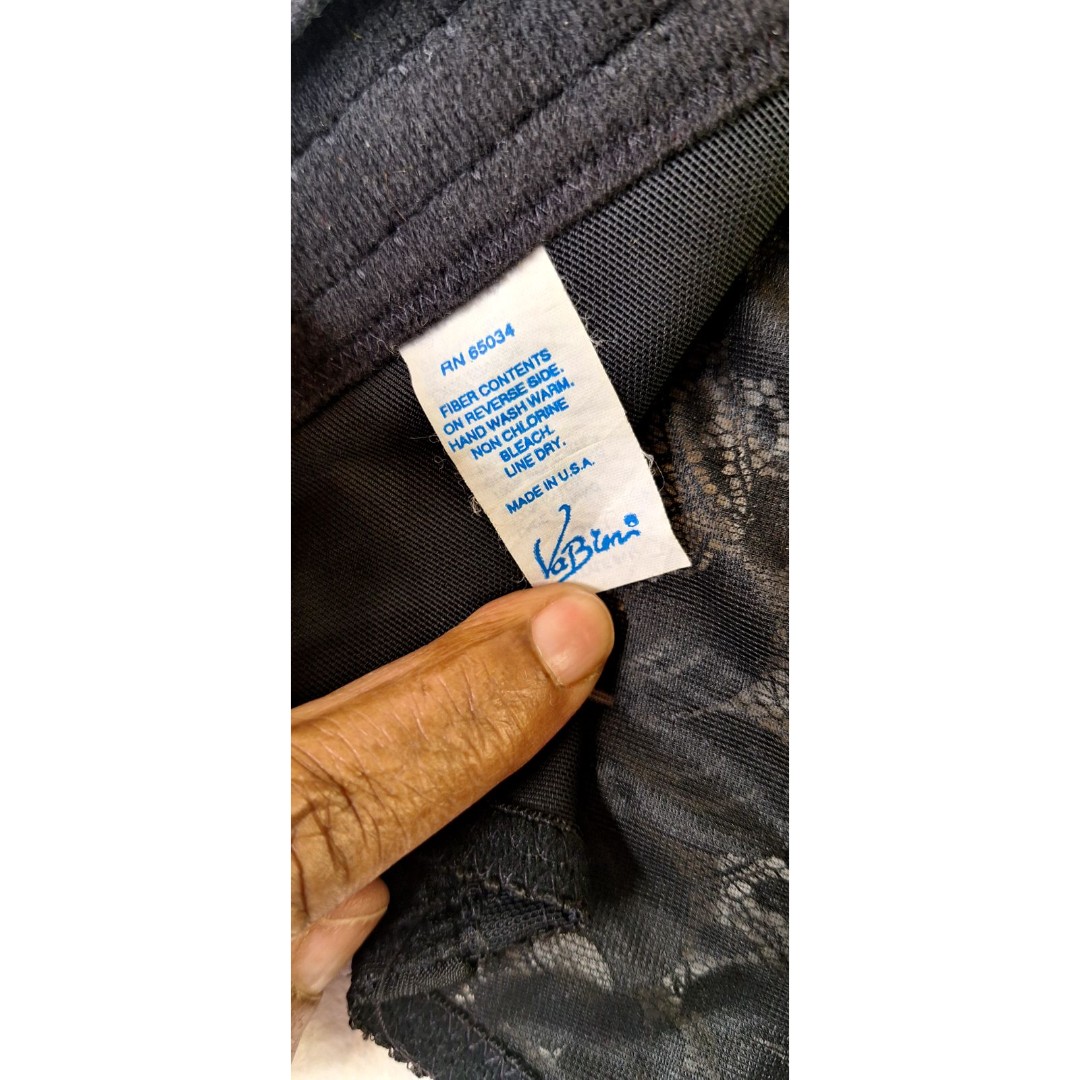 RN 65034
FIBER CONTENTS
ON REVERSE SIDE.
HAND WASH WARM.
NON CHLORINE
BLEACH.
LINE DRY.
MADE IN U.S.A.
VaBien